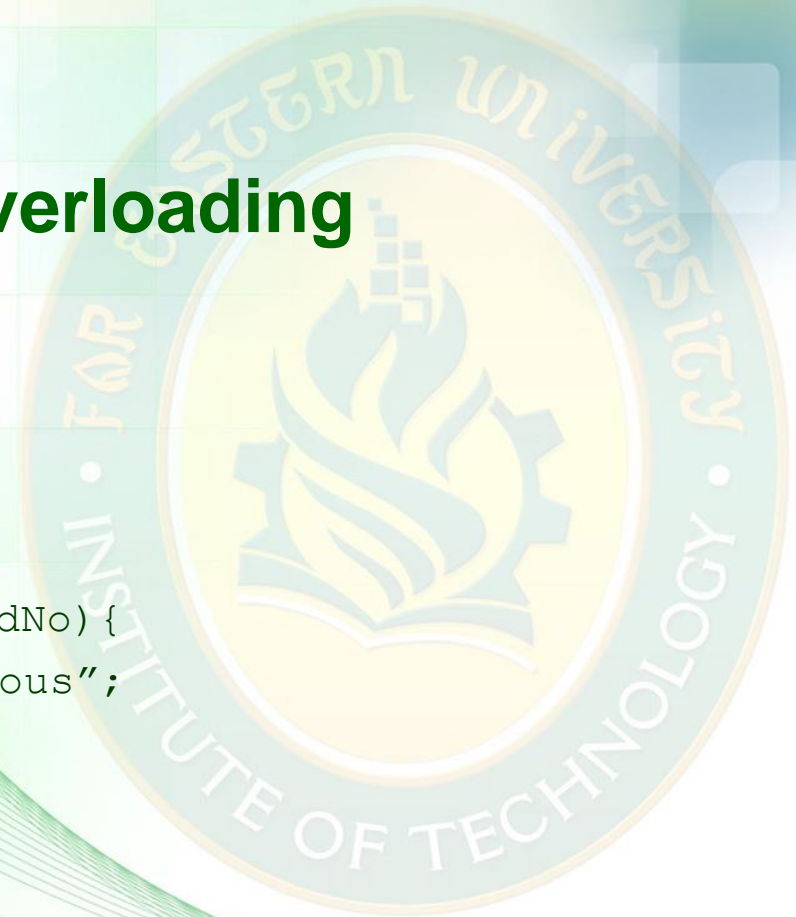 FAR EASTERN UNIVERSITY
verloading
dNo){
ous”;
• INSTITUTE OF TECHNOLOGY •